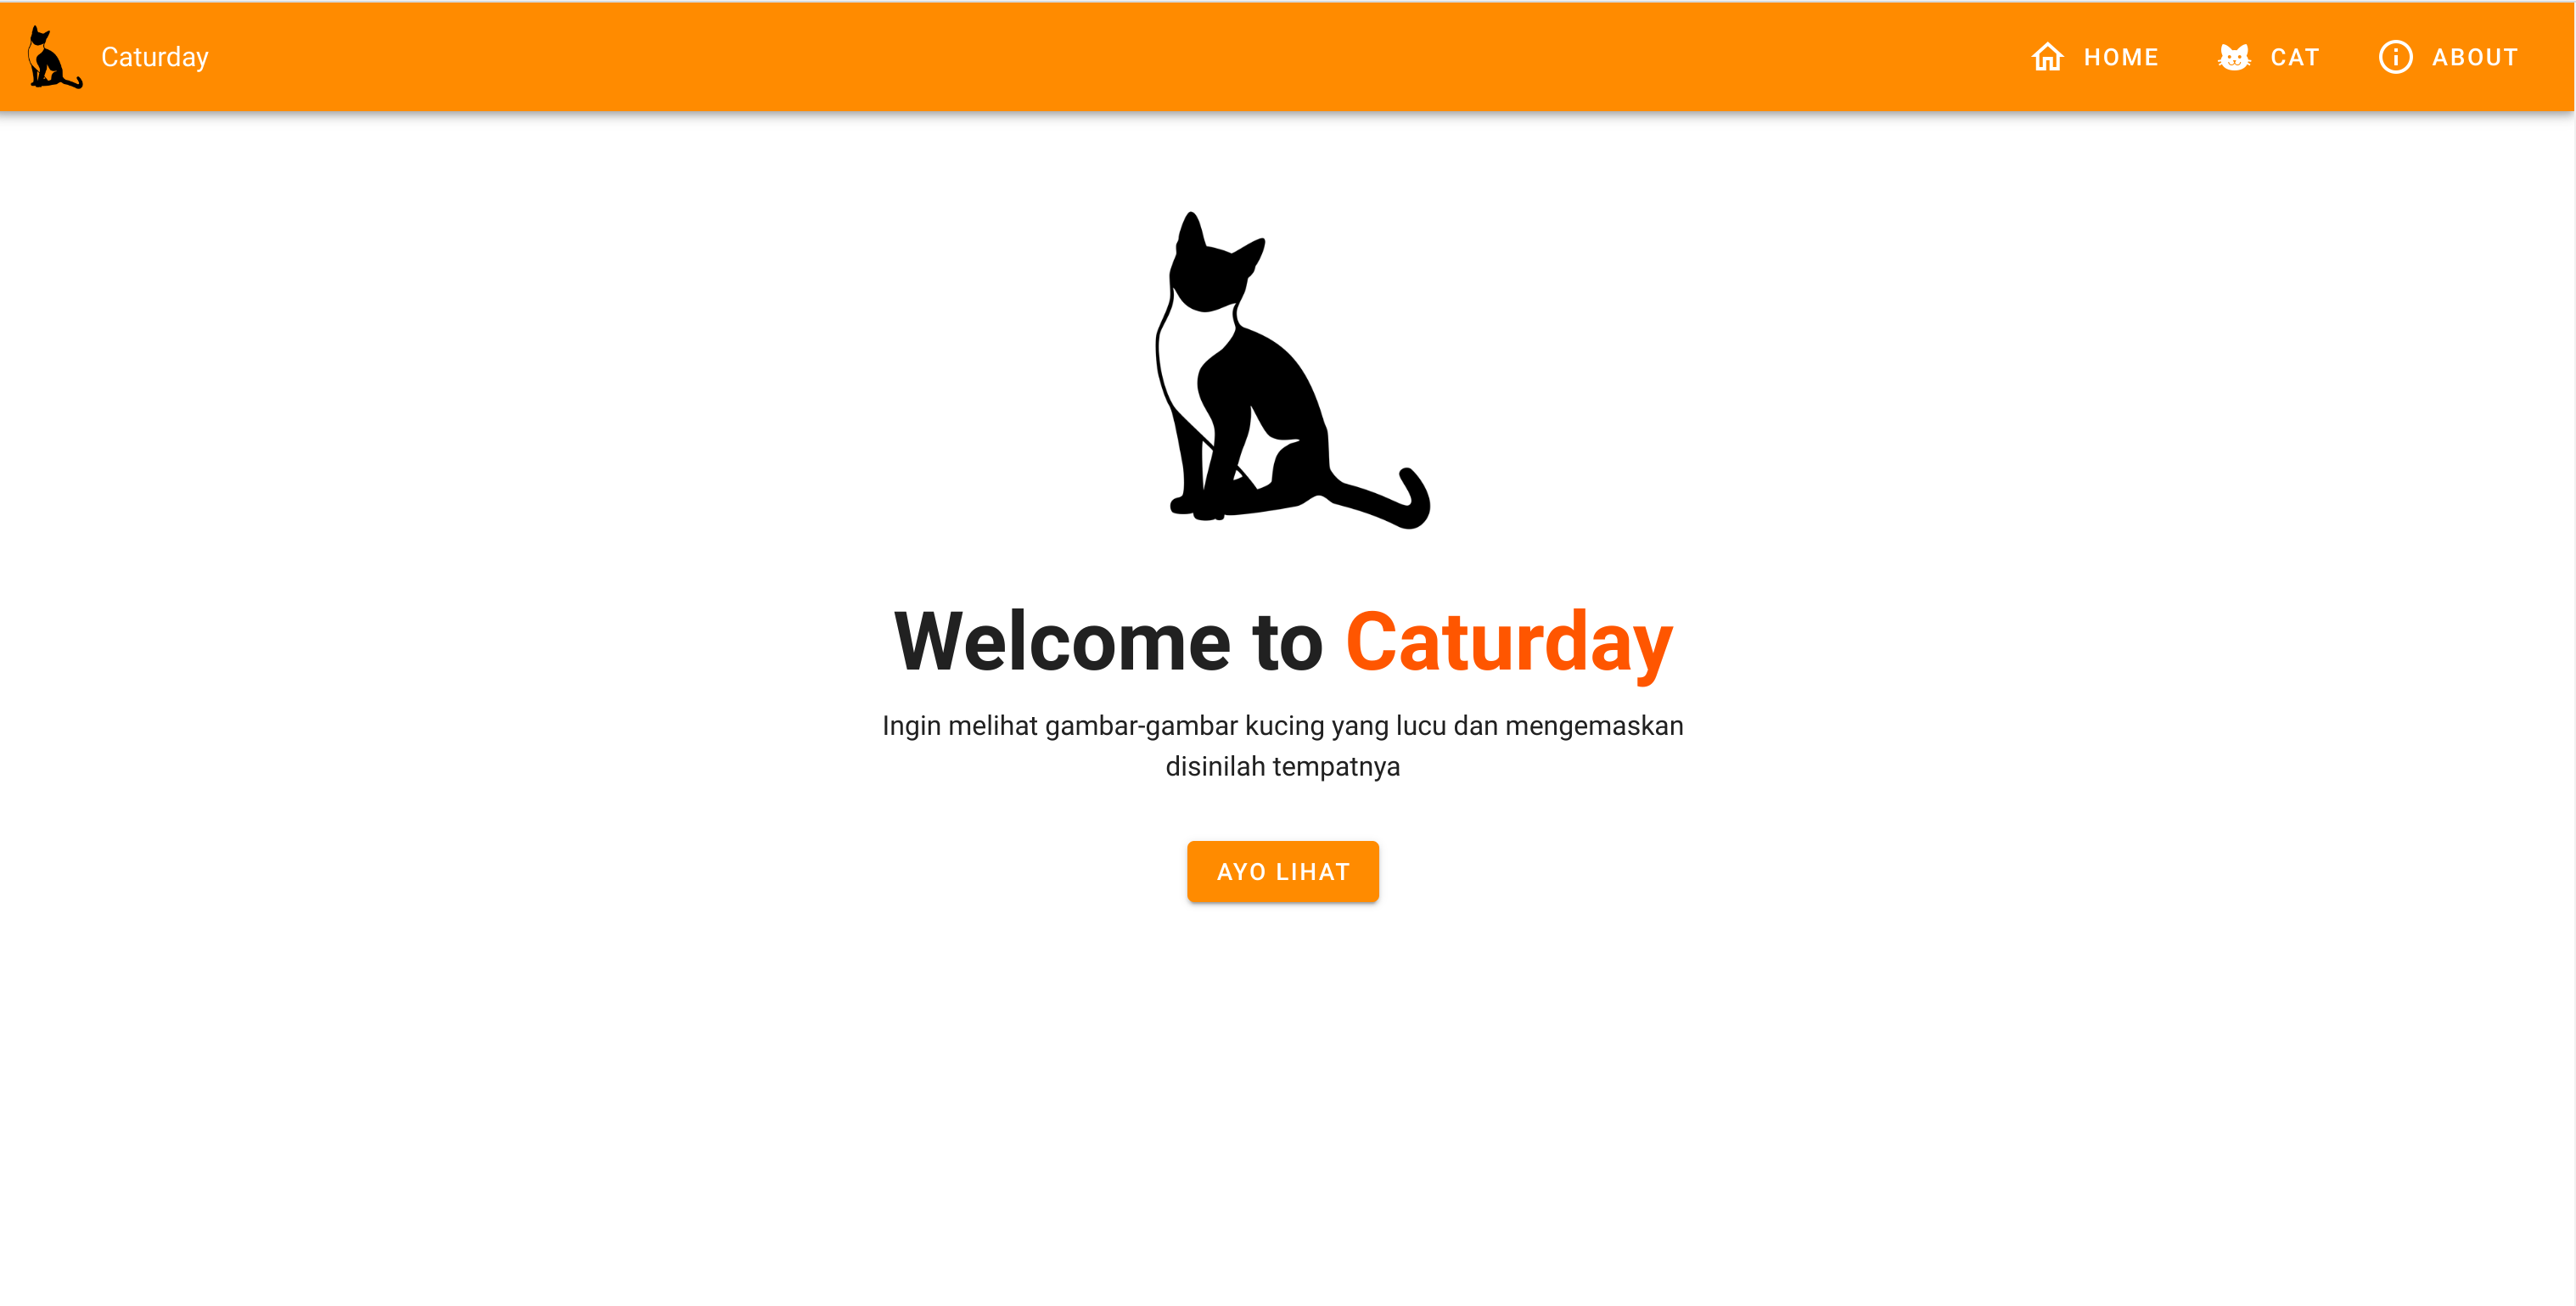 Caturday
HOME
CAT
ABOUT
Welcome to Caturday
Ingin melihat gambar-gambar kucing yang lucu dan mengemaskan
disinilah tempatnya
AYO LIHAT